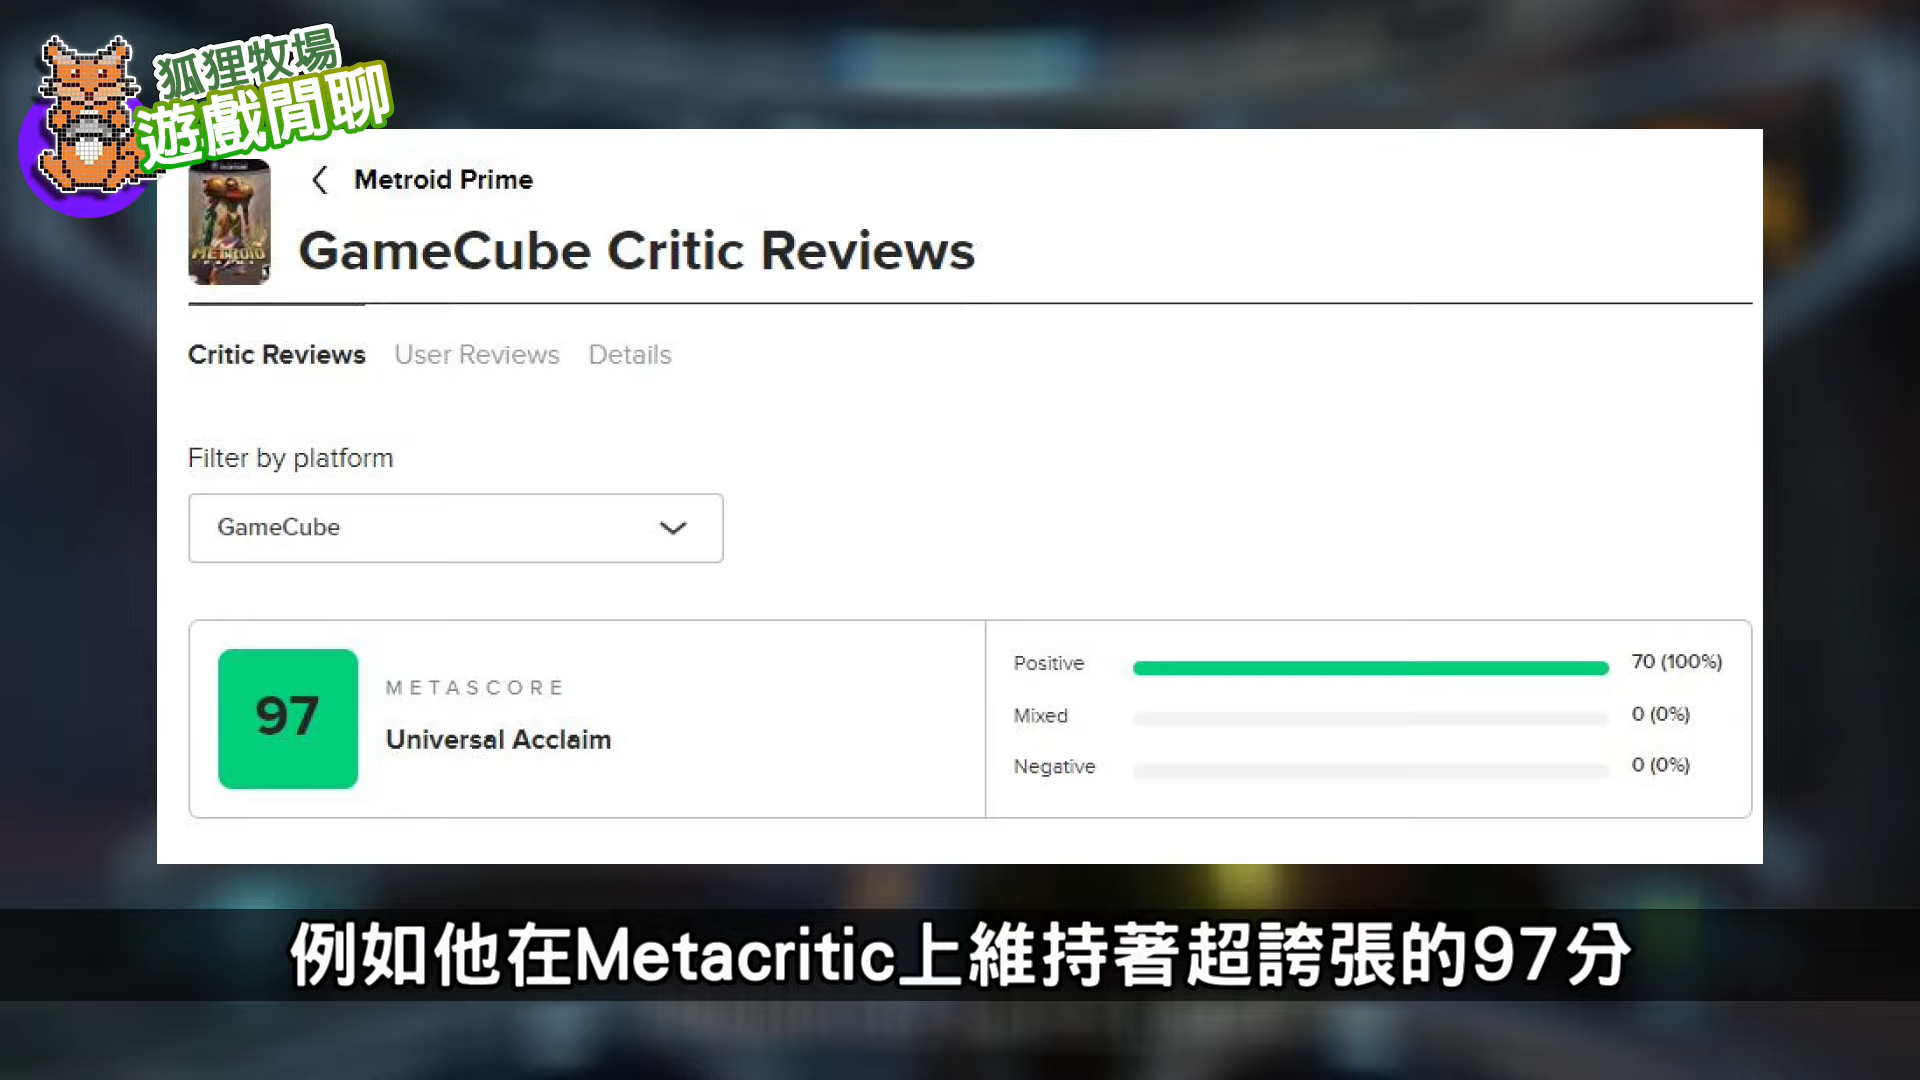 狐狸牧場
遊戲閒聊
METROID
Metroid Prime
GameCube Critic Reviews
Critic Reviews User Reviews Details
Filter by platform
GameCube
97
METASCORE
Universal Acclaim
Positive 70 (100%)
Mixed 0 (0%)
Negative 0 (0%)
例如他在Metacritic上維持著超誇張的97分